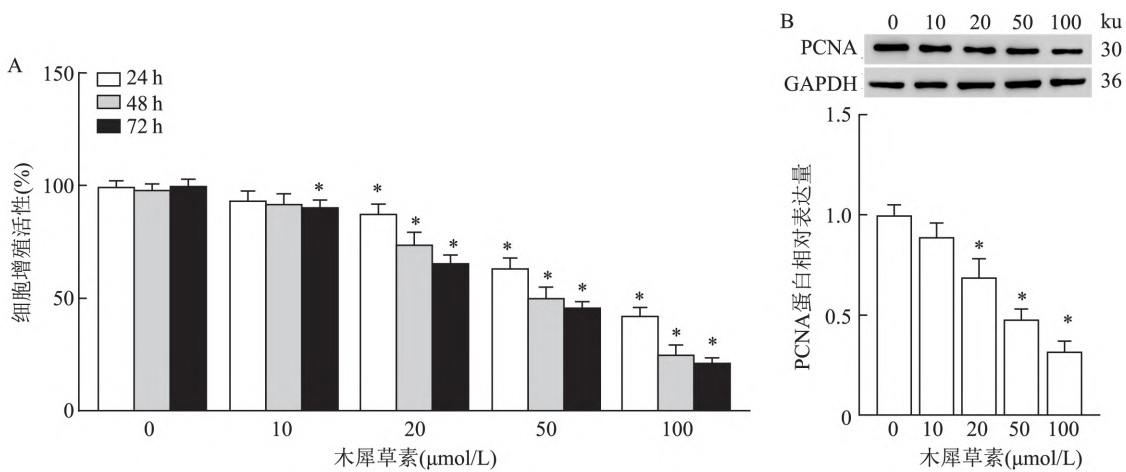 A
150
100
50
0
24 h
48 h
72 h
细胞增殖活性(%)
* * * * * * * * * *
0 10 20 50 100
木犀草素(μmol/L)
B
0 10 20 50 100 ku
PCNA 30
GAPDH 36
1.5
1.0
0.5
0
PCNA蛋白相对表达量
* * *
0 10 20 50 100
木犀草素(μmol/L)